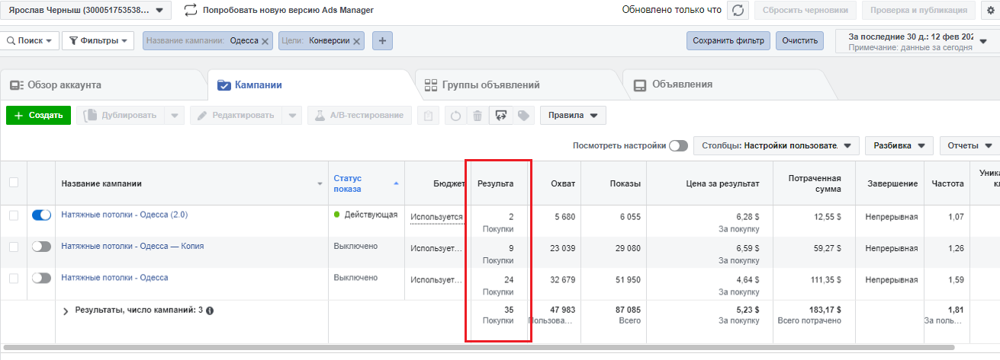 Ярослав Черныш (300051753538... Попробовать новую версию Ads Manager Обновлено только что Сбросить черновики Проверка и публикация
Поиск Фильтры Название кампании: Одесса Цели: Конверсии + Сохранить фильтр Очистить За последние 30 д.: 12 фев 202
Примечание: данные за сегодня
Обзор аккаунта Кампании Группы объявлений Объявления
+ Создать Дублировать Редактировать A/B-тестирование Правила
Посмотреть настройки Столбцы: Настройки пользовате. Разбивка Отчеты
Название кампании Статус показа Бюджет Результа Охват Показы Цена за результат Потраченная сумма Завершение Частота Уника
Натяжные потолки - Одесса (2.0) Действующая Используется 2 5 680 6 055 6,28 $ 12,55 $ Непрерывная 1,07
Покупки За покупку
Натяжные потолки - Одесса — Копия Выключено Использует... 9 23 039 29 080 6,59 $ 59,27 $ Непрерывная 1,26
Покупки За покупку
Натяжные потолки - Одесса Выключено Использует... 24 32 679 51 950 4,64 $ 111,35 $ Непрерывная 1,59
Покупки За покупку
Результаты, число кампаний: 3 35 47 983 87 085 5,23 $ 183,17 $ 1,81
Покупки Пользова... Всего За покупку Всего потрачено За поль...